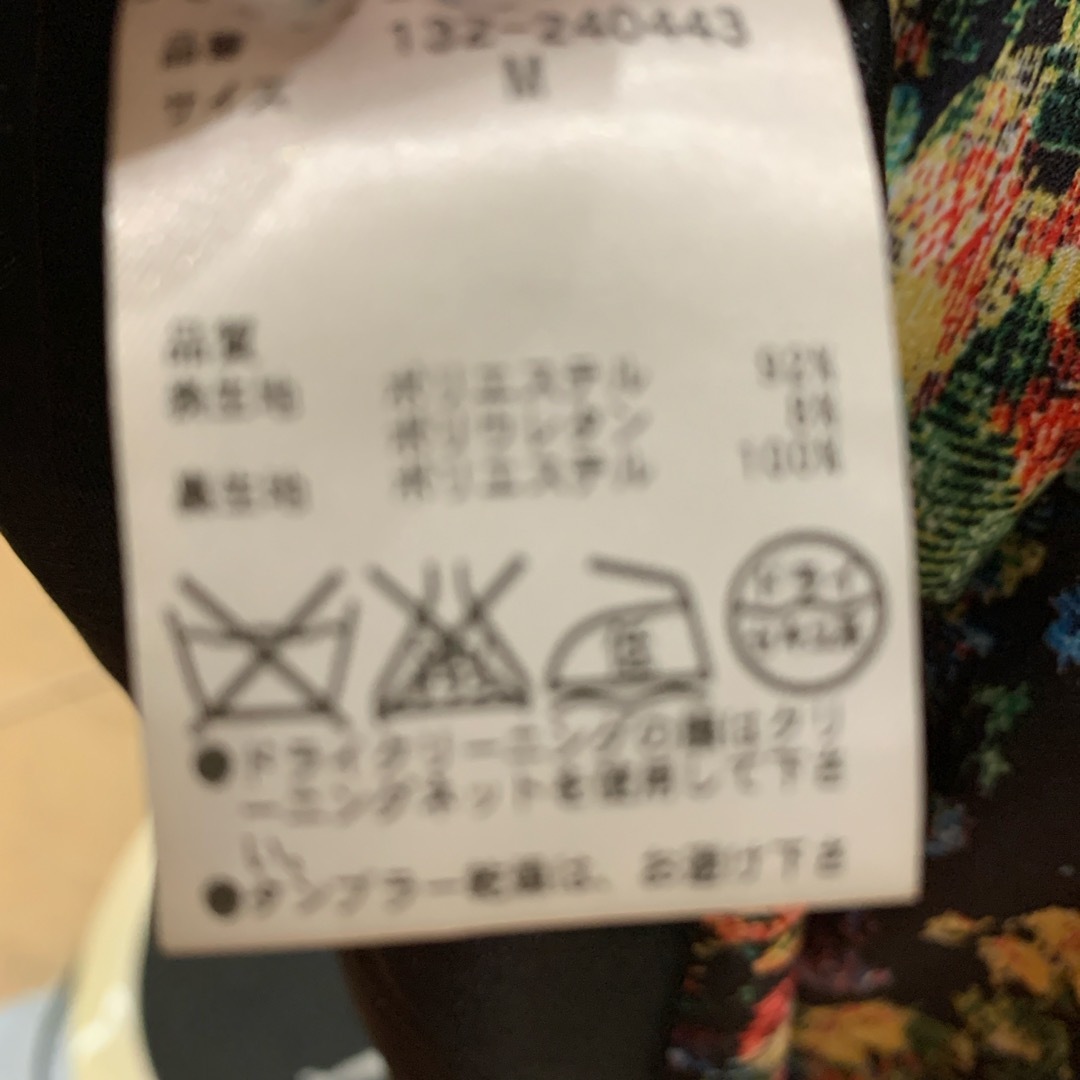 品番 132-240443
サイズ M
品質
表生地 ポリエステル 92%
ポリウレタン 8%
裏生地 ポリエステル 100%
ドライ
セキユ系
●ドライクリーニングの際はクリ
ーニングネットを使用して下さ
い。
●タンブラー乾燥は、お避け下さ